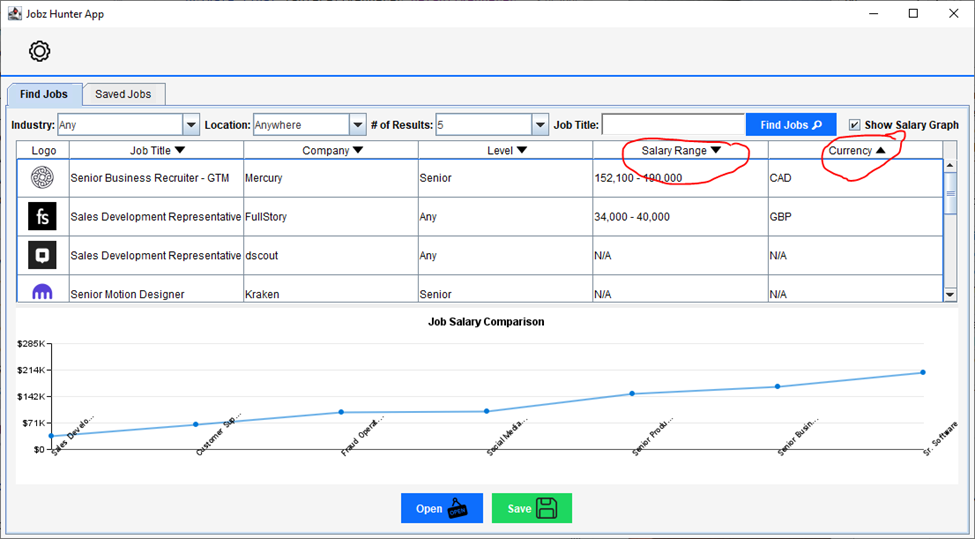 Jobz Hunter App
Find Jobs Saved Jobs
Industry: Any Location: Anywhere # of Results: 5 Job Title: Find Jobs Show Salary Graph
Logo Job Title ▼ Company ▼ Level ▼ Salary Range ▼ Currency ▲
Senior Business Recruiter - GTM Mercury Senior 152,100 - 190,000 CAD
fs Sales Development Representative FullStory Any 34,000 - 40,000 GBP
Sales Development Representative dscout Any N/A N/A
Senior Motion Designer Kraken Senior N/A N/A
Job Salary Comparison
$285K
$214K
$142K
$71K
$0
Sales Develo... Customer Sup... Fraud Operat... Social Media... Senior Produ... Senior Busin... Sr. Software
Open OPEN Save